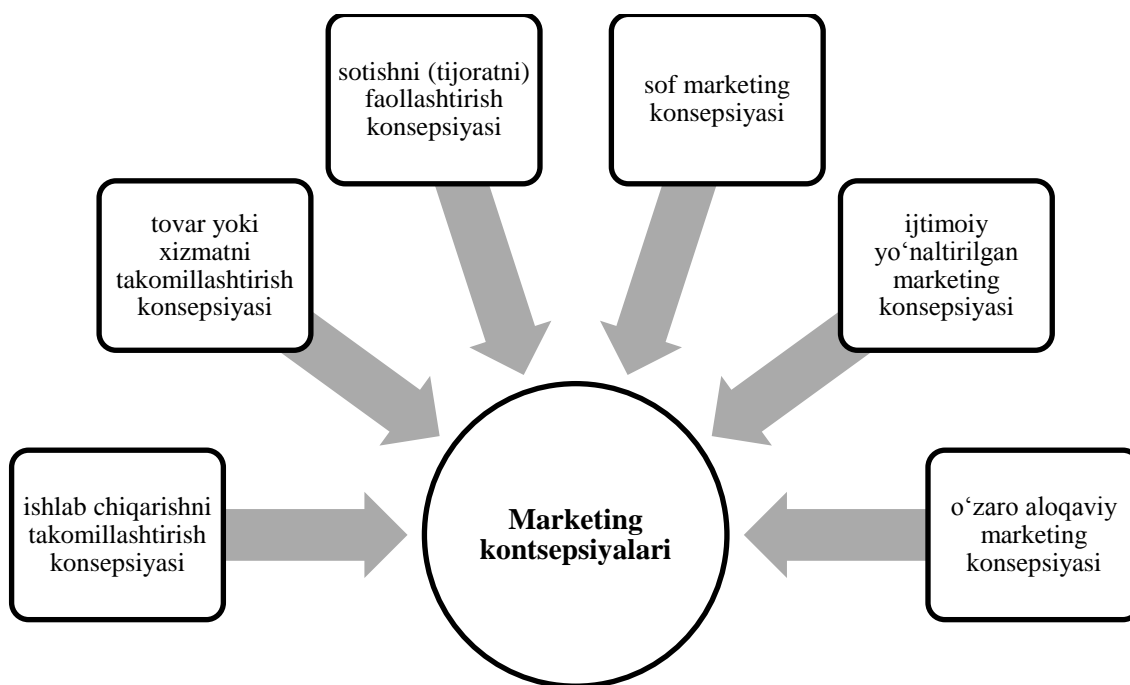 sotishni (tijoratni)
faollashtirish
konsepsiyasi
sof marketing
konsepsiyasi
tovar yoki
xizmatni
takomillashtirish
konsepsiyasi
ijtimoiy
yo‘naltirilgan
marketing
konsepsiyasi
ishlab chiqarishni
takomillashtirish
konsepsiyasi
Marketing
kontsepsiyalari
o‘zaro aloqaviy
marketing
konsepsiyasi